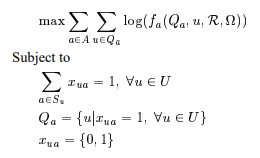 max ∑_{a∈A} ∑_{u∈Q_a} log(f_a(Q_a, u, ℛ, Ω))
Subject to
∑_{a∈S_u} x_{ua} = 1, ∀u ∈ U
Q_a = {u|x_{ua} = 1, ∀u ∈ U}
x_{ua} = {0,1}